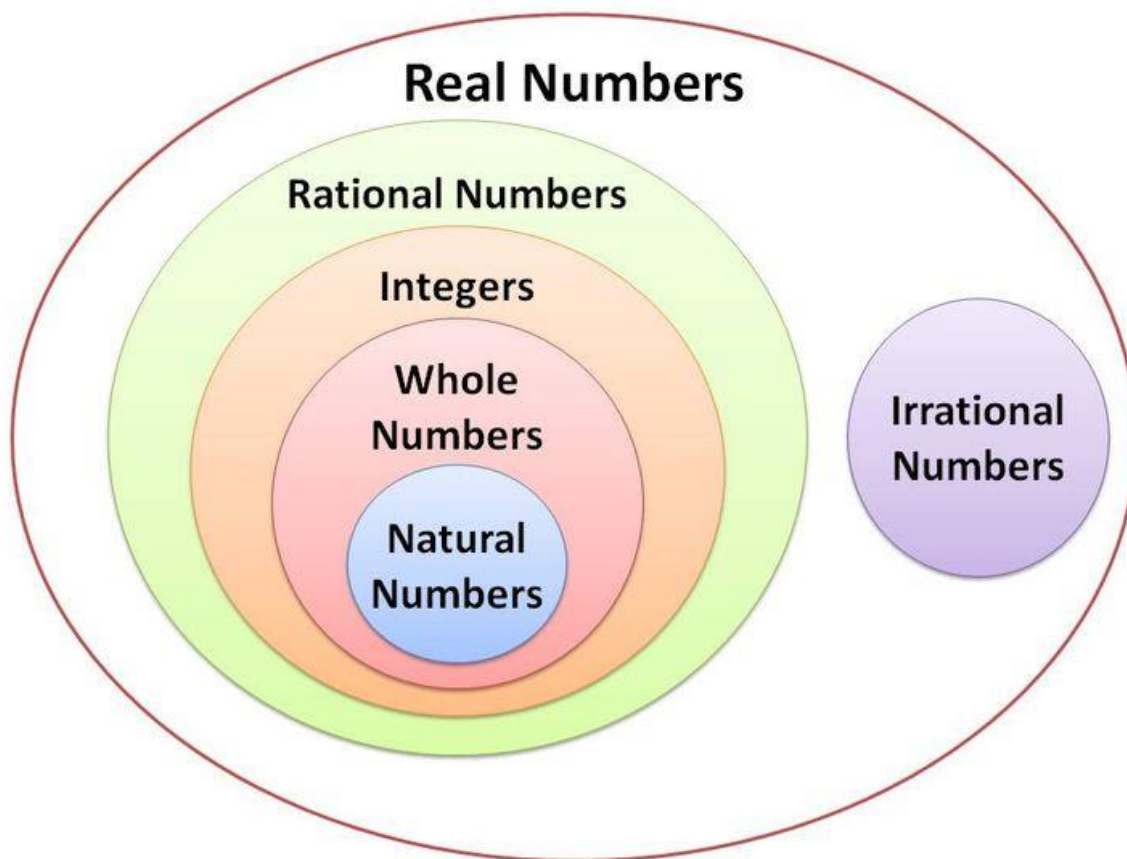 Real Numbers
Rational Numbers
Integers
Whole
Numbers
Natural
Numbers
Irrational
Numbers